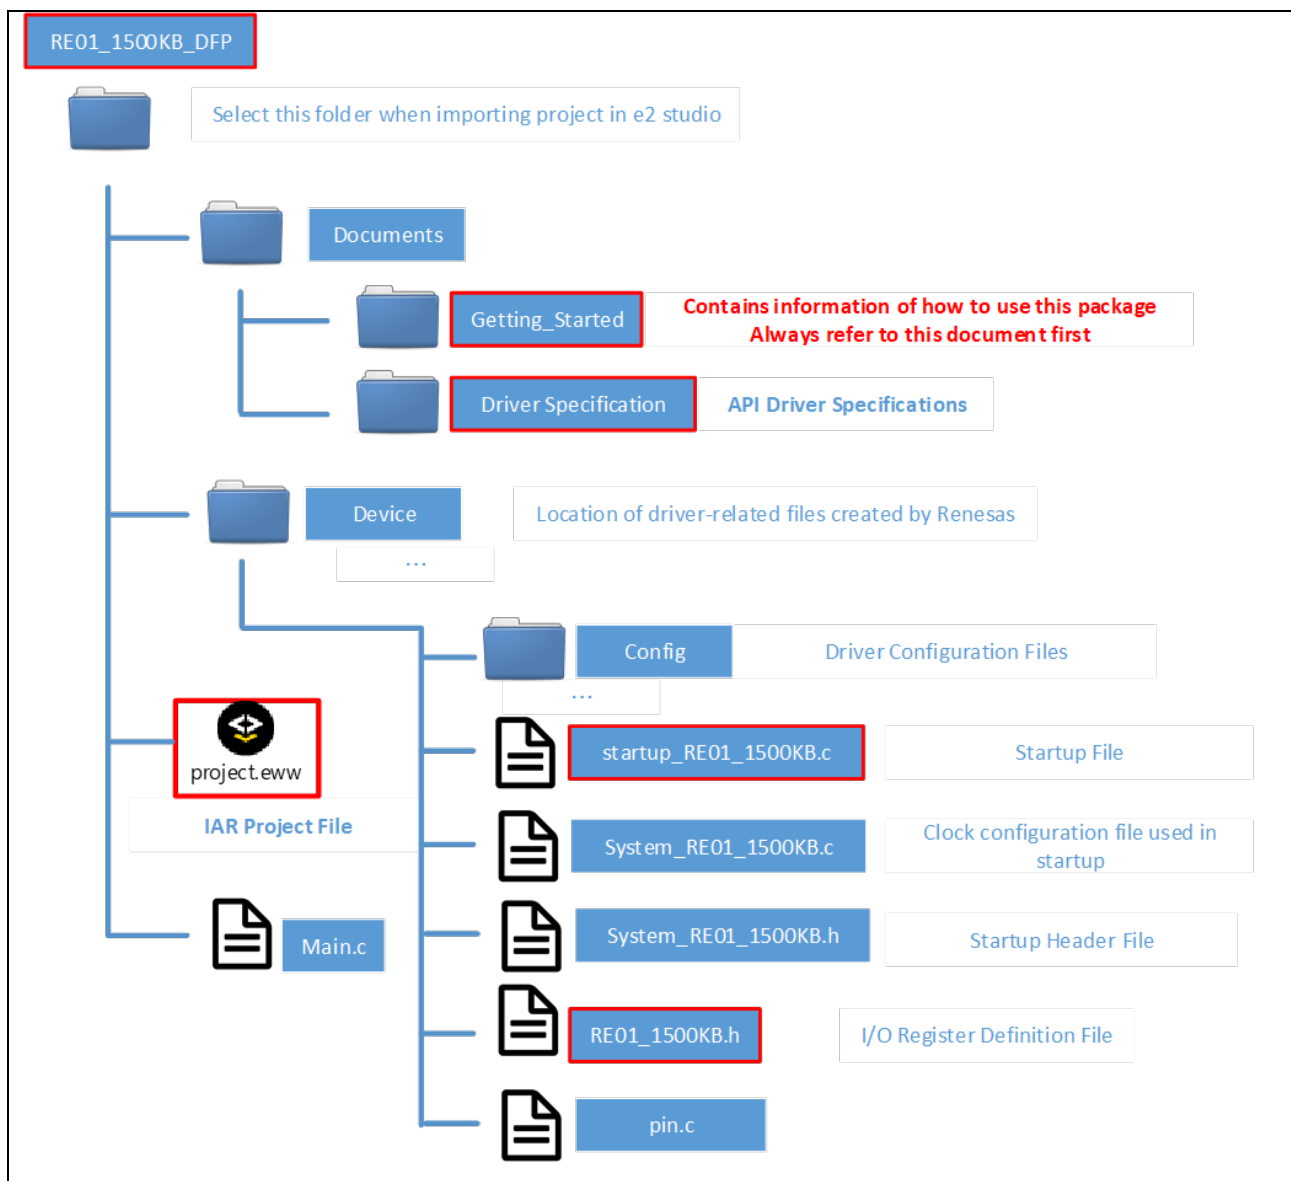 RE01_1500KB_DFP
Select this folder when importing project in e2 studio
Documents
Getting_Started
Contains information of how to use this package
Always refer to this document first
Driver Specification
API Driver Specifications
Device
Location of driver-related files created by Renesas
...
Config
Driver Configuration Files
...
project.eww
IAR Project File
startup_RE01_1500KB.c
Startup File
System_RE01_1500KB.c
Clock configuration file used in
startup
System_RE01_1500KB.h
Startup Header File
Main.c
RE01_1500KB.h
I/O Register Definition File
pin.c